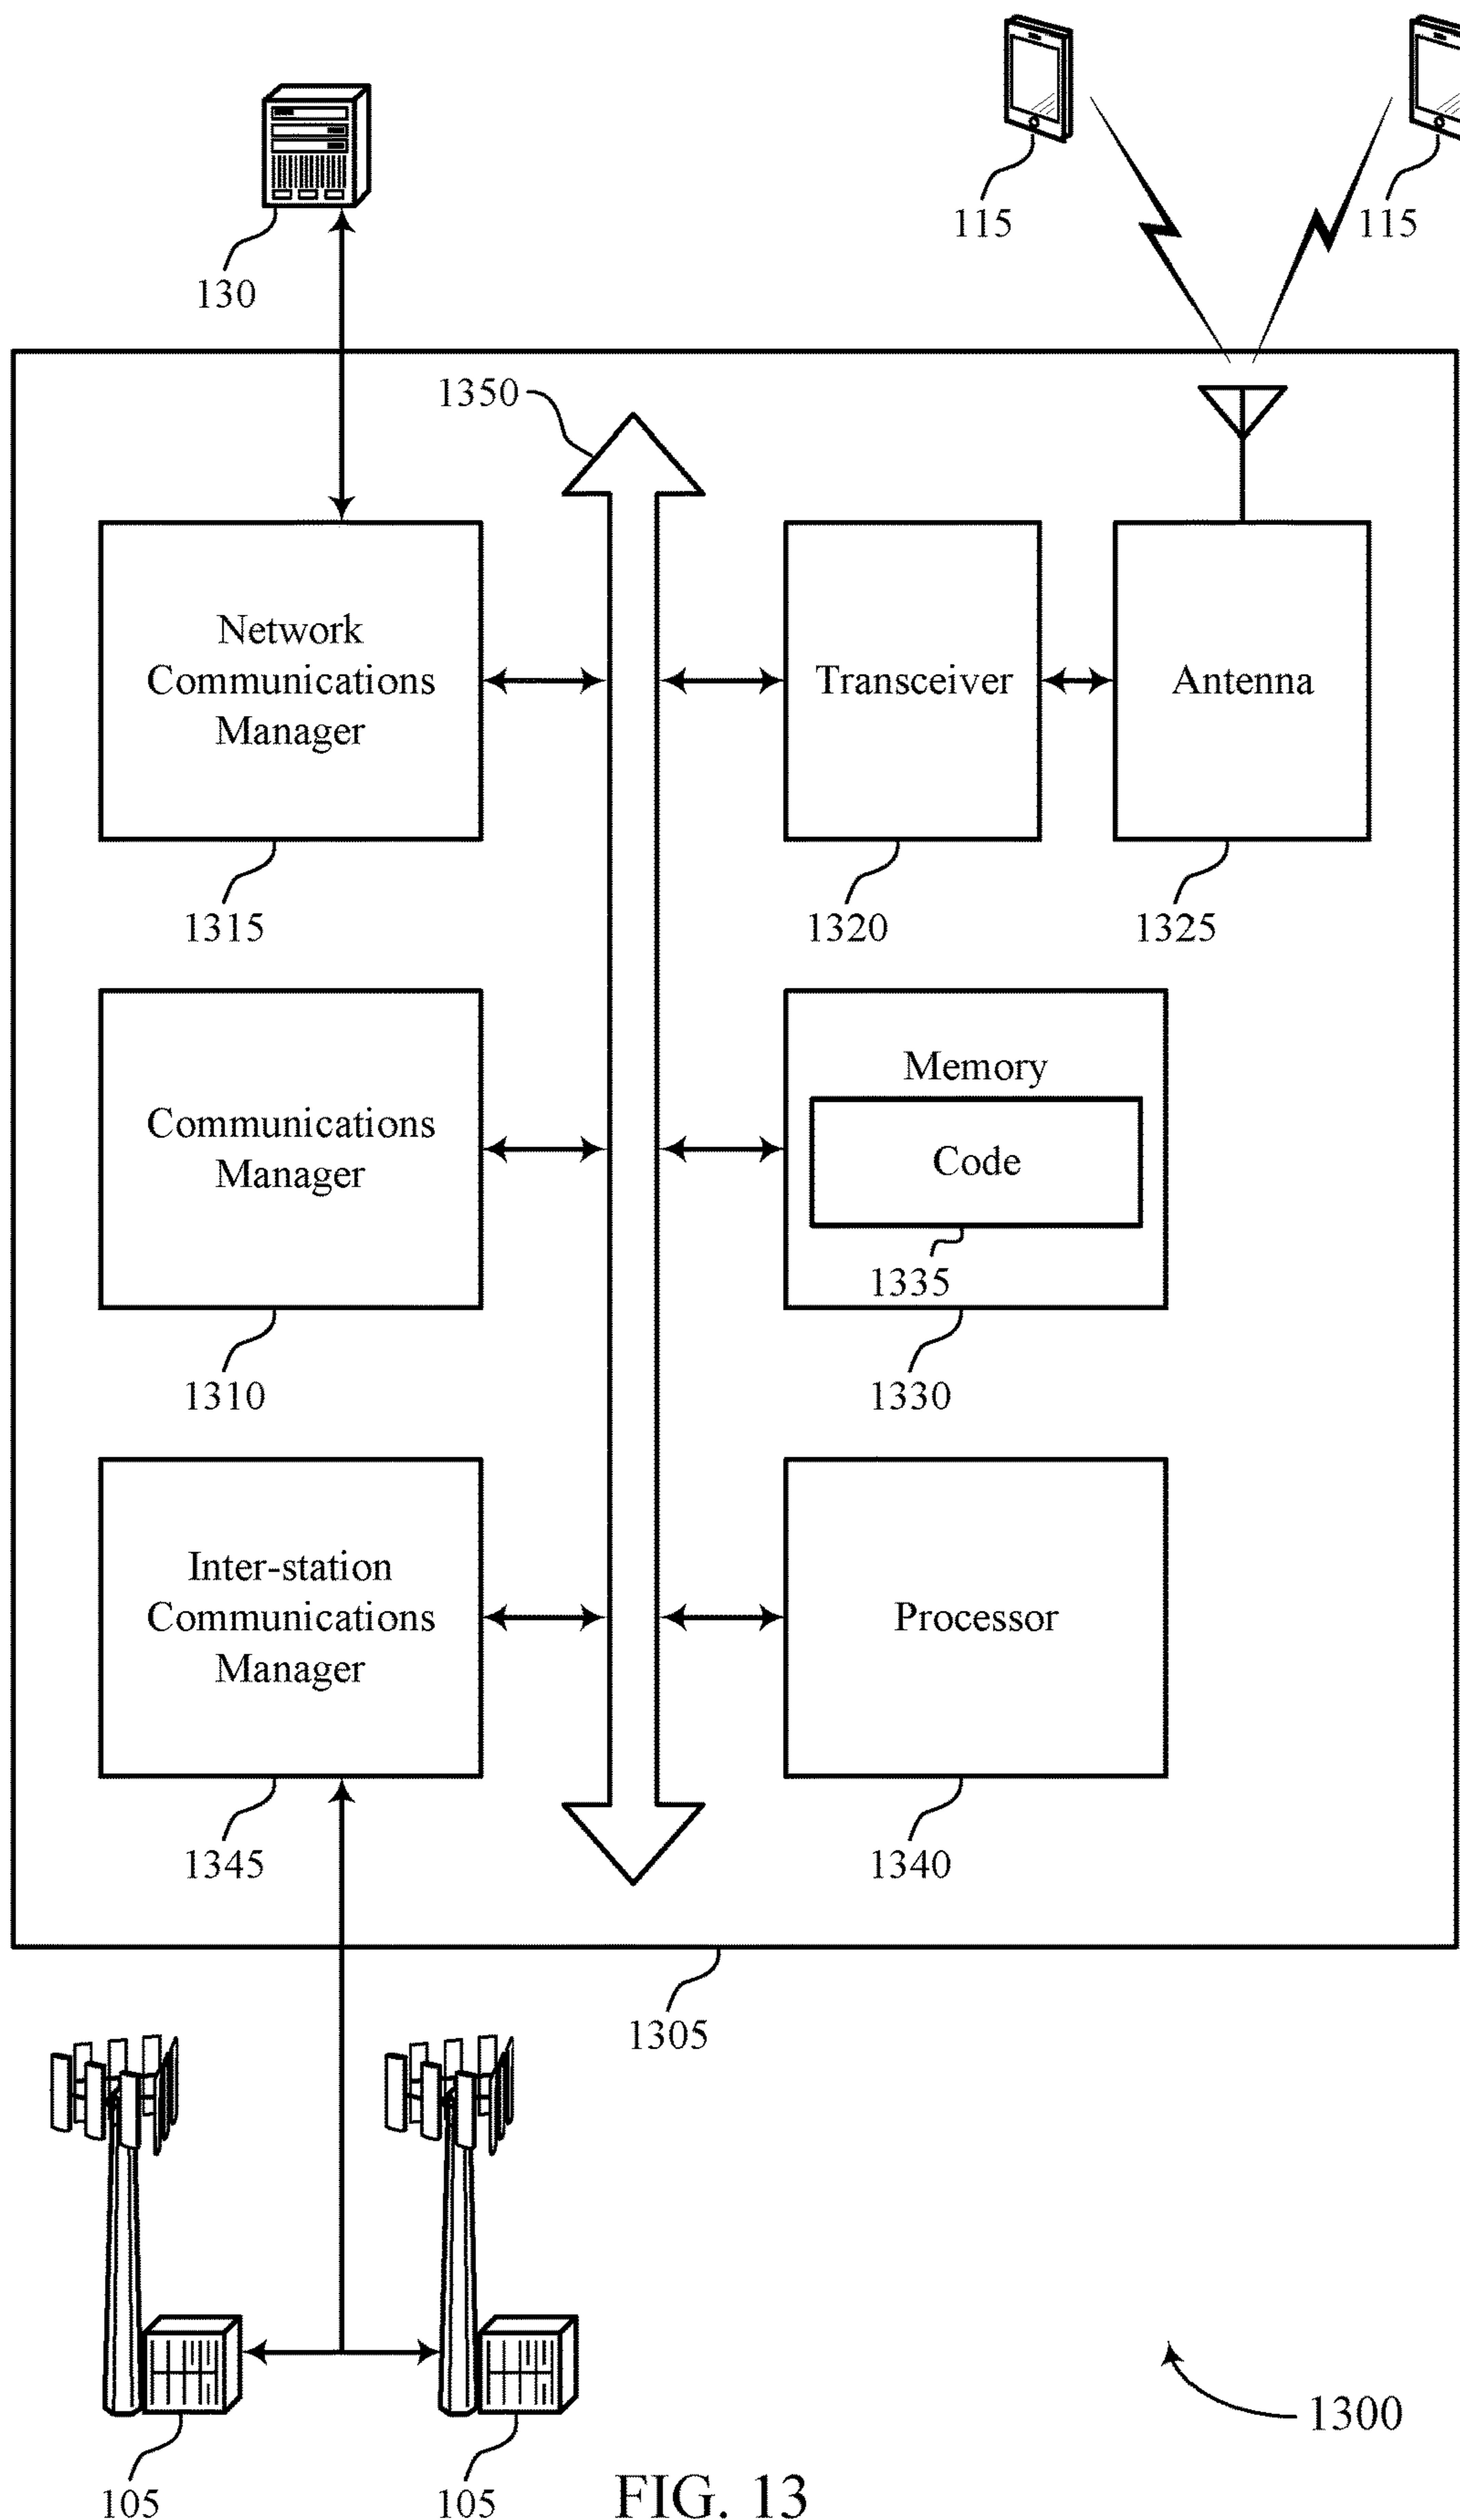 115
115
130
1350
Network
Communications
Manager
Transceiver
Antenna
1315
1320
1325
Communications
Manager
Memory
Code
1335
1310
1330
Inter-station
Communications
Manager
Processor
1345
1340
1305
1300
105
105
FIG. 13